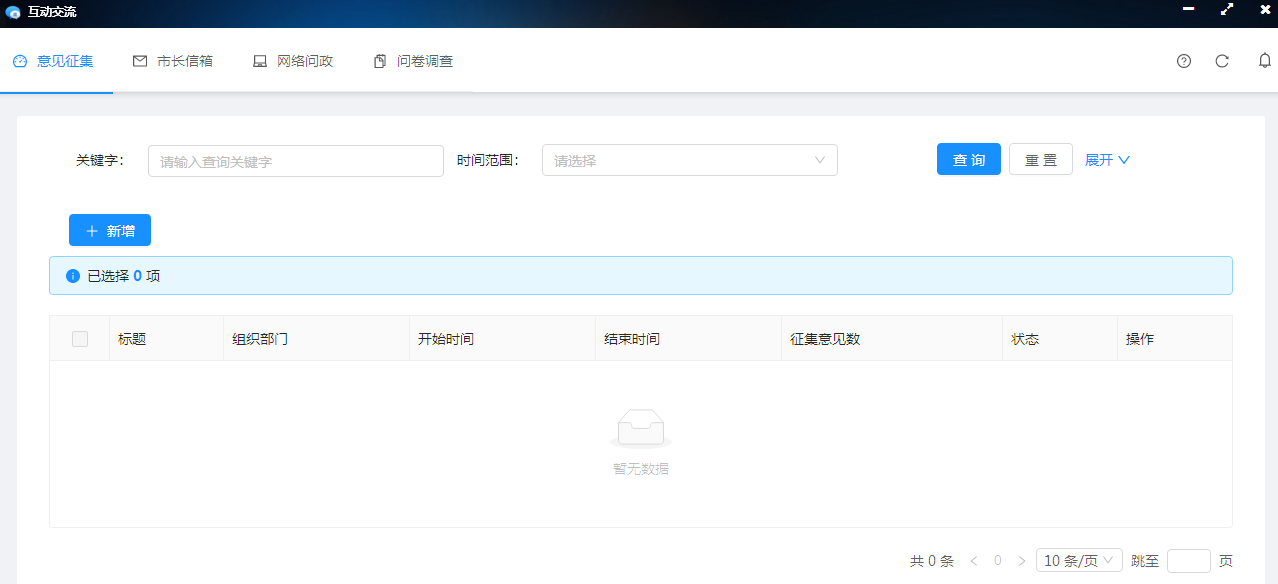 互动交流
意见征集 市长信箱 网络问政 问卷调查
关键字： 请输入查询关键字 时间范围： 请选择 查 询 重 置 展开
新增
已选择 0 项
标题 组织部门 开始时间 结束时间 征集意见数 状态 操作
暂无数据
共 0 条 < 0 > 10 条/页 跳至 页